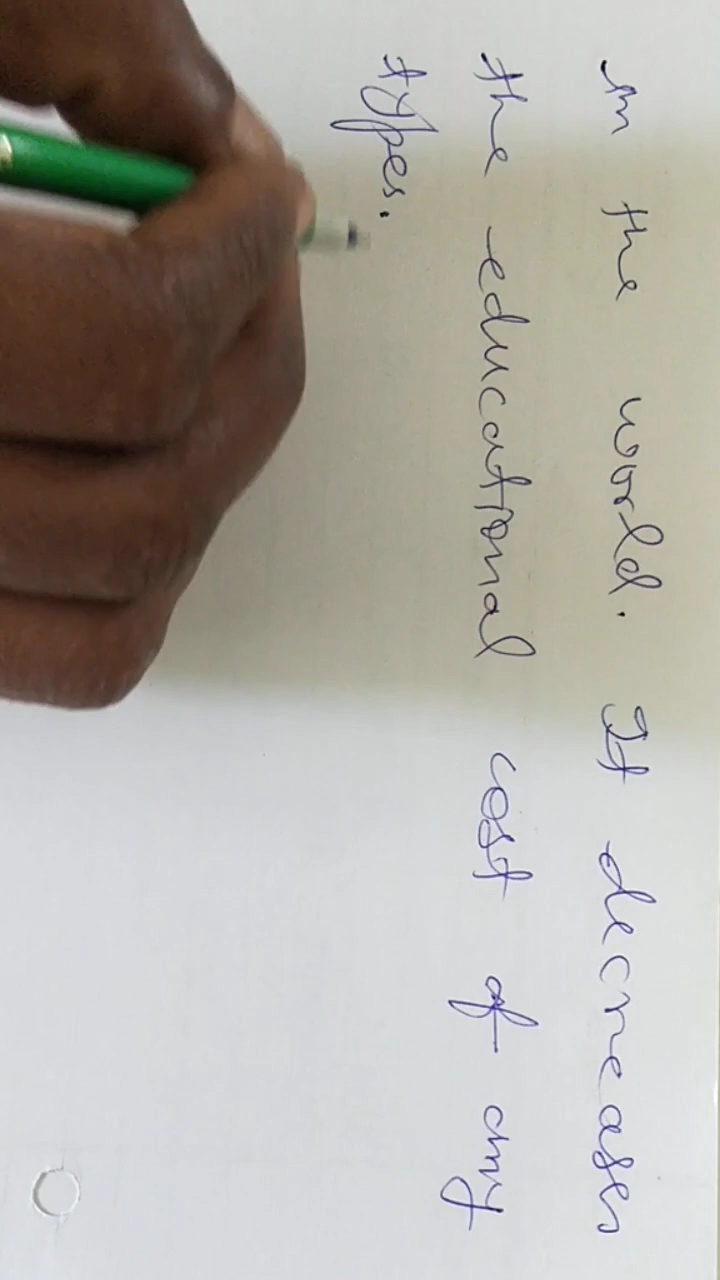 in the world. It decreases
the educational cost of any
types.